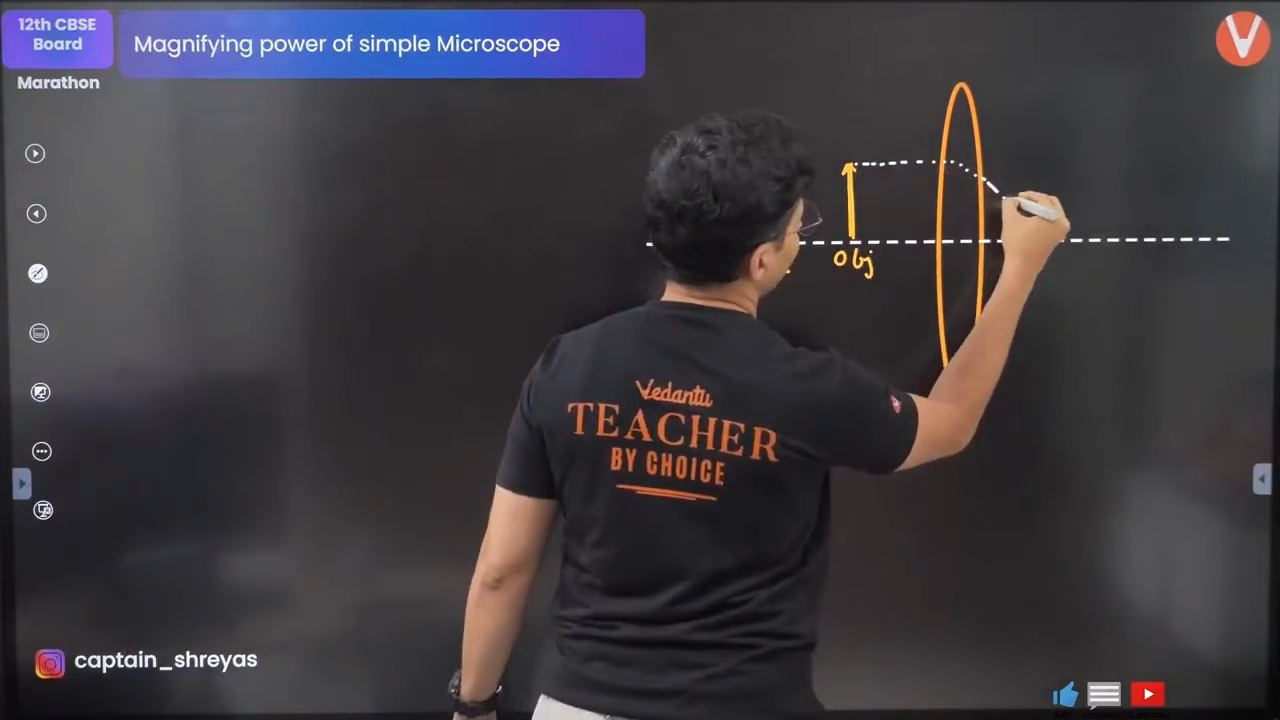 12th CBSE
Board
Marathon
Magnifying power of simple Microscope
Obj
Vedantu
TEACHER
BY CHOICE
captain_shreyas